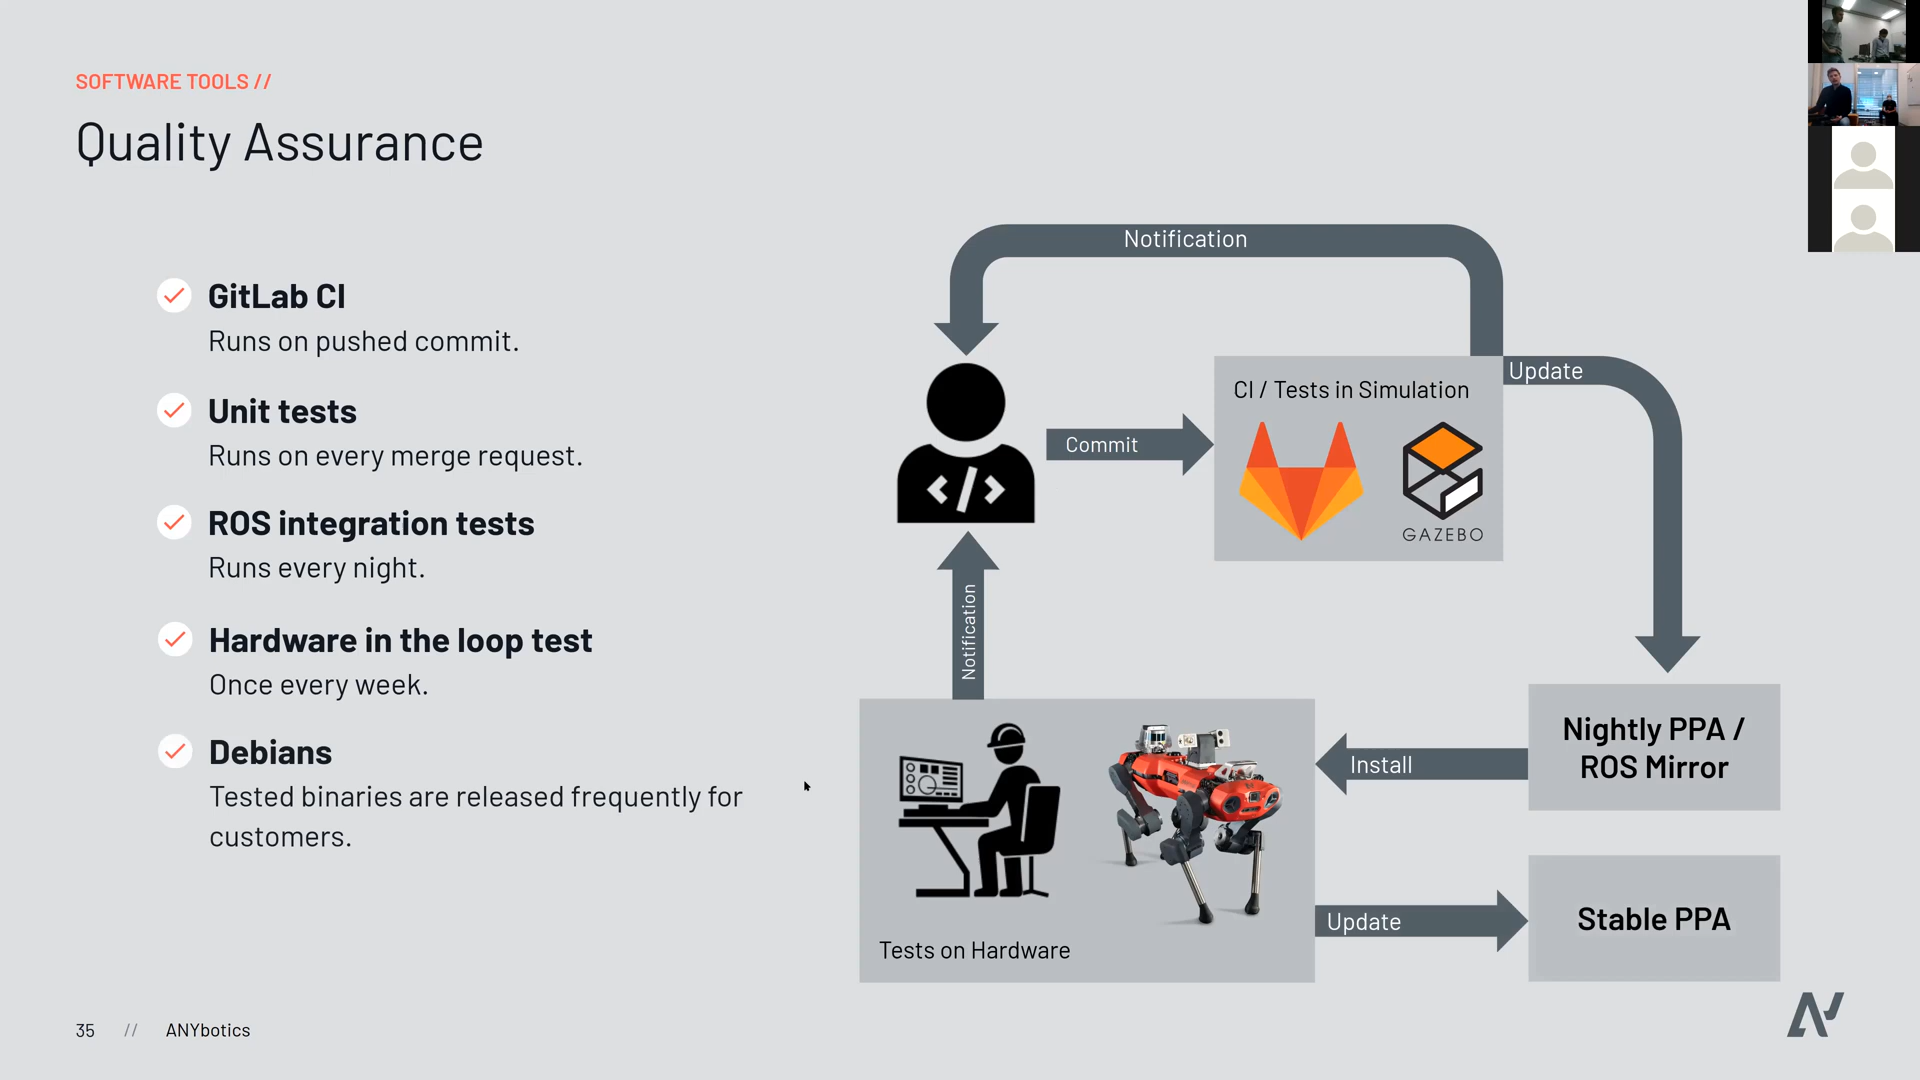 SOFTWARE TOOLS //
Quality Assurance
GitLab CI
Runs on pushed commit.
Unit tests
Runs on every merge request.
ROS integration tests
Runs every night.
Hardware in the loop test
Once every week.
Debians
Tested binaries are released frequently for
customers.
Notification
Commit
CI / Tests in Simulation
GAZEBO
Update
</>
Notification
Nightly PPA /
ROS Mirror
Install
Tests on Hardware
Update
Stable PPA
35 // ANYbotics